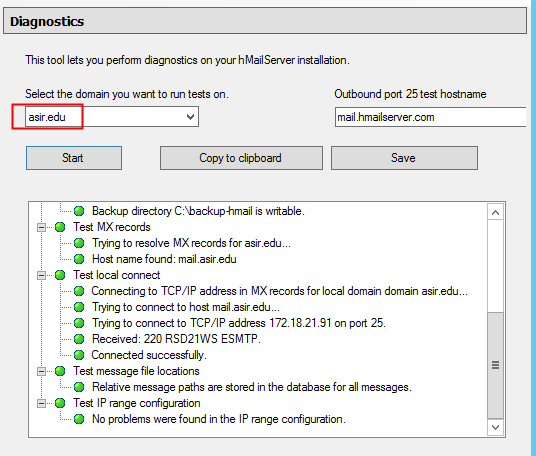 Diagnostics
This tool lets you perform diagnostics on your hMailServer installation.
Select the domain you want to run tests on.
Outbound port 25 test hostname
asir.edu
mail.hmailserver.com
Start
Copy to clipboard
Save
Backup directory C:\backup-hmail is writable.
Test MX records
Trying to resolve MX records for asir.edu...
Host name found: mail.asir.edu
Test local connect
Connecting to TCP/IP address in MX records for local domain domain asir.edu...
Trying to connect to host mail.asir.edu...
Trying to connect to TCP/IP address 172.18.21.91 on port 25.
Received: 220 RSD21WS ESMTP.
Connected successfully.
Test message file locations
Relative message paths are stored in the database for all messages.
Test IP range configuration
No problems were found in the IP range configuration.